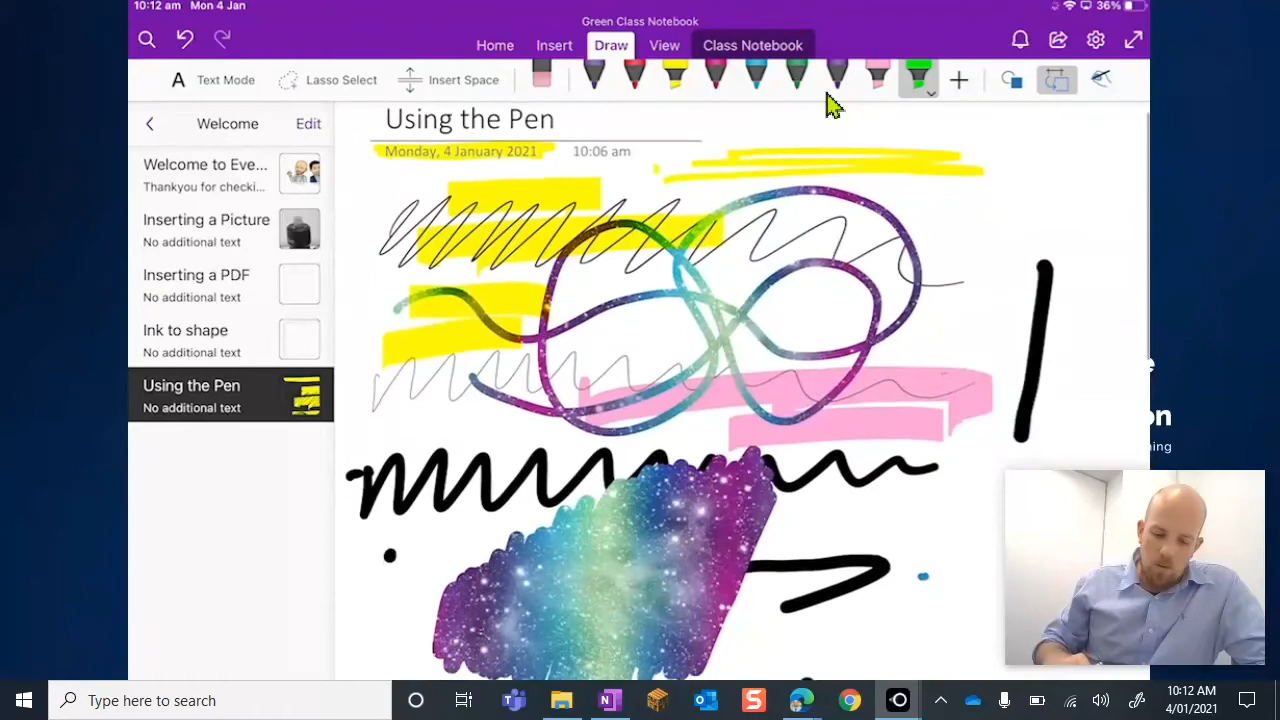 10:12 am Mon 4 Jan
36%
Green Class Notebook
Home Insert Draw View Class Notebook
A Text Mode Lasso Select Insert Space
Welcome Edit
Welcome to Eve...
Thankyou for checki...
Inserting a Picture
No additional text
Inserting a PDF
No additional text
Ink to shape
No additional text
Using the Pen
No additional text
Using the Pen
Monday, 4 January 2021 10:06 am
e
on
ning
Type here to search
10:12 AM
4/01/2021